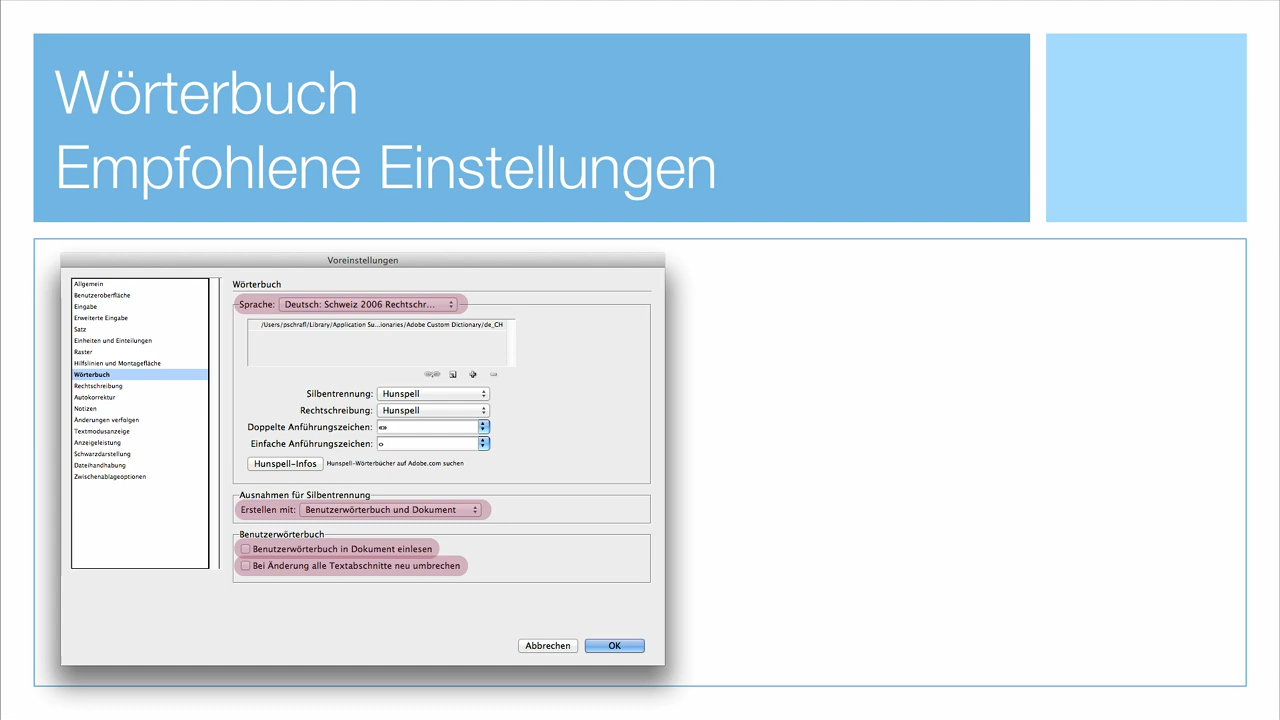 Wörterbuch
Empfohlene Einstellungen
Voreinstellungen
Allgemein
Benutzeroberfläche
Eingabe
Erweiterte Eingabe
Satz
Einheiten und Einteilungen
Raster
Hilfslinien und Montagefläche
Wörterbuch
Rechtschreibung
Autokorrektur
Notizen
Änderungen verfolgen
Textmodusanzeige
Anzeigeleistung
Schwarzdarstellung
Dateihandhabung
Zwischenablageoptionen
Wörterbuch
Sprache: Deutsch: Schweiz 2006 Rechtschr...
/Users/pschrafl/Library/Application Su...ionaries/Adobe Custom Dictionary/de_CH
Silbentrennung: Hunspell
Rechtschreibung: Hunspell
Doppelte Anführungszeichen: «»
Einfache Anführungszeichen: ‹›
Hunspell-Infos Hunspell-Wörterbücher auf Adobe.com suchen
Ausnahmen für Silbentrennung
Erstellen mit: Benutzerwörterbuch und Dokument
Benutzerwörterbuch
Benutzerwörterbuch in Dokument einlesen
Bei Änderung alle Textabschnitte neu umbrechen
Abbrechen OK